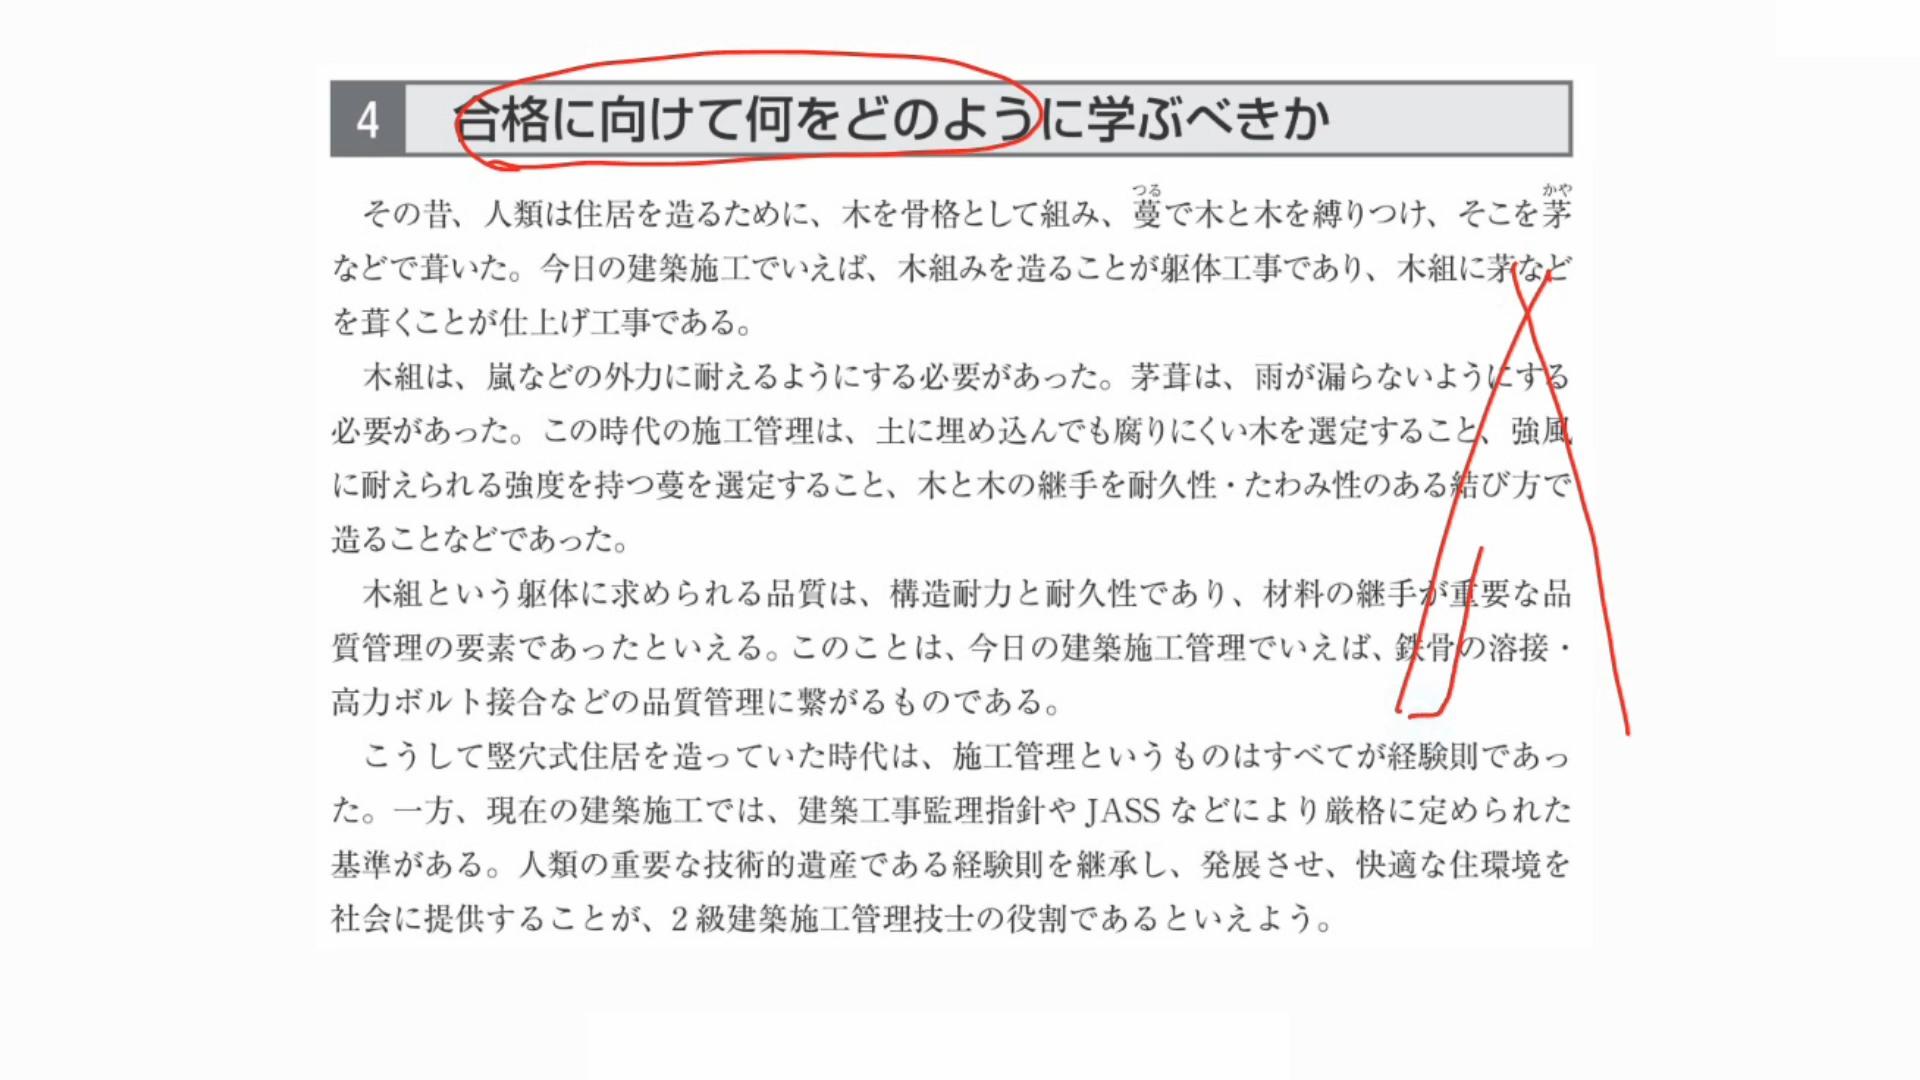 4 合格に向けて何をどのように学ぶべきか
つる かや
その昔、人類は住居を造るために、木を骨格として組み、蔓で木と木を縛りつけ、そこを茅
などで葺いた。今日の建築施工でいえば、木組みを造ることが躯体工事であり、木組に茅など
を葺くことが仕上げ工事である。
木組は、嵐などの外力に耐えるようにする必要があった。茅葺は、雨が漏らないようにする
必要があった。この時代の施工管理は、土に埋め込んでも腐りにくい木を選定すること、強風
に耐えられる強度を持つ蔓を選定すること、木と木の継手を耐久性・たわみ性のある結び方で
造ることなどであった。
木組という躯体に求められる品質は、構造耐力と耐久性であり、材料の継手が重要な品
質管理の要素であったといえる。このことは、今日の建築施工管理でいえば、鉄骨の溶接・
高力ボルト接合などの品質管理に繋がるものである。
こうして竪穴式住居を造っていた時代は、施工管理というものはすべてが経験則であっ
た。一方、現在の建築施工では、建築工事監理指針や JASS などにより厳格に定められた
基準がある。人類の重要な技術的遺産である経験則を継承し、発展させ、快適な住環境を
社会に提供することが、2 級建築施工管理技士の役割であるといえよう。